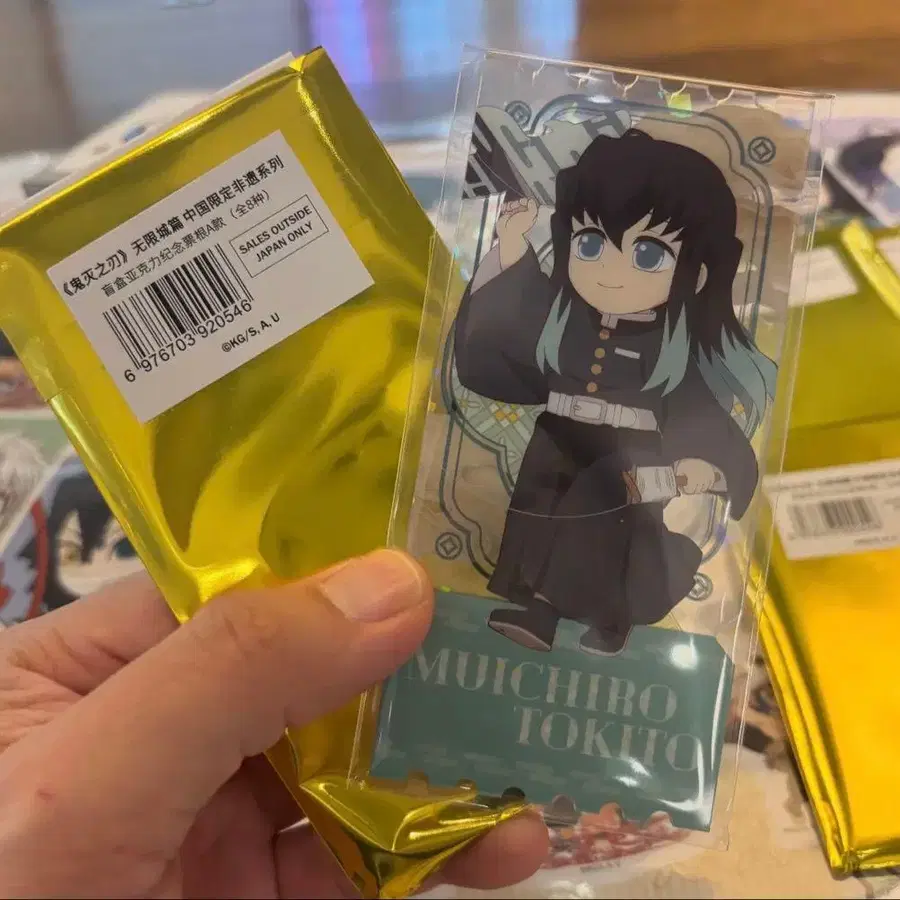 《鬼灭之刃》无限城篇 中国限定非遗系列
盲盒亚克力纪念票根A款（全8种）
SALES OUTSIDE
JAPAN ONLY
6 976703 920546
©KG/S, A, U
MUICHIRO
TOKITO